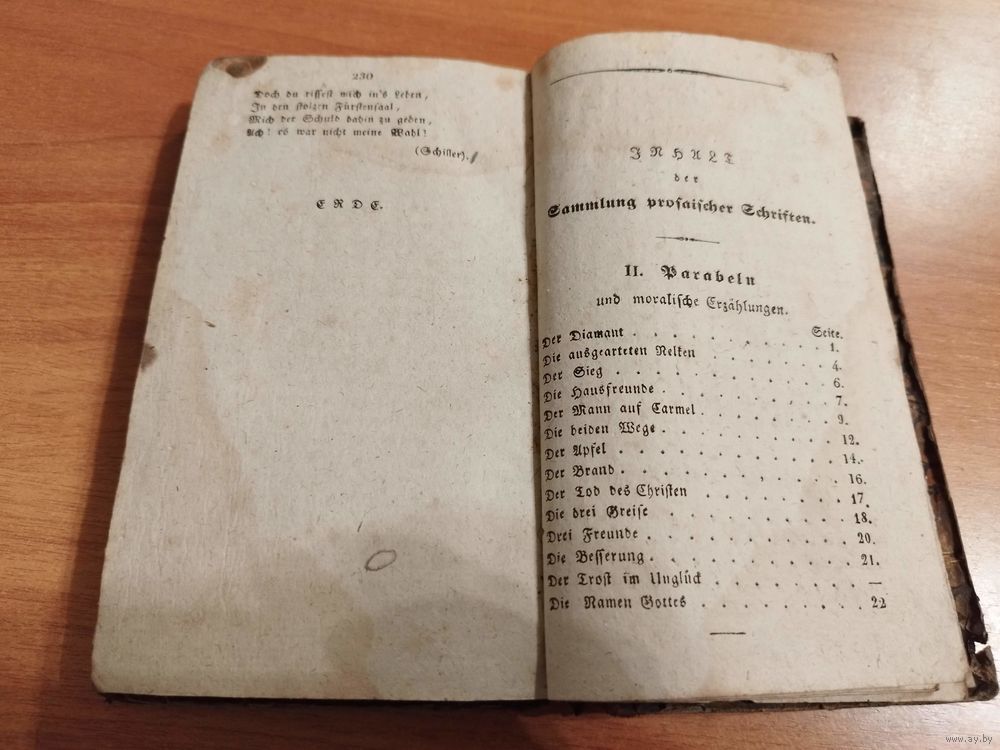 230
Doch du rissest mich in's Leben,
In den stolzen Fürstensaal,
Mich der Schuld dahin zu geben,
Ach! es war nicht meine Wahl!
(Schiller).
ERDE.
INHALT
der
Sammlung prosaischer Schriften.
II. Parabeln
und moralische Erzählungen.
Seite.
Der Diamant . . . . . . . . . . 1.
Die ausgearteten Nelken . . . . . . . 4.
Der Sieg . . . . . . . . . . . 6.
Die Hausfreunde . . . . . . . . . 7.
Der Mann auf Carmel . . . . . . . . 9.
Die beiden Wege . . . . . . . . . 12.
Der Apfel . . . . . . . . . . . 14.
Der Brand . . . . . . . . . . . 16.
Der Tod des Christen . . . . . . . . 17.
Die drei Greise . . . . . . . . . 18.
Drei Freunde . . . . . . . . . . 20.
Die Besserung . . . . . . . . . . 21.
Der Trost im Unglück . . . . . . . —
Die Namen Gottes . . . . . . . . . 22
www.ay.by